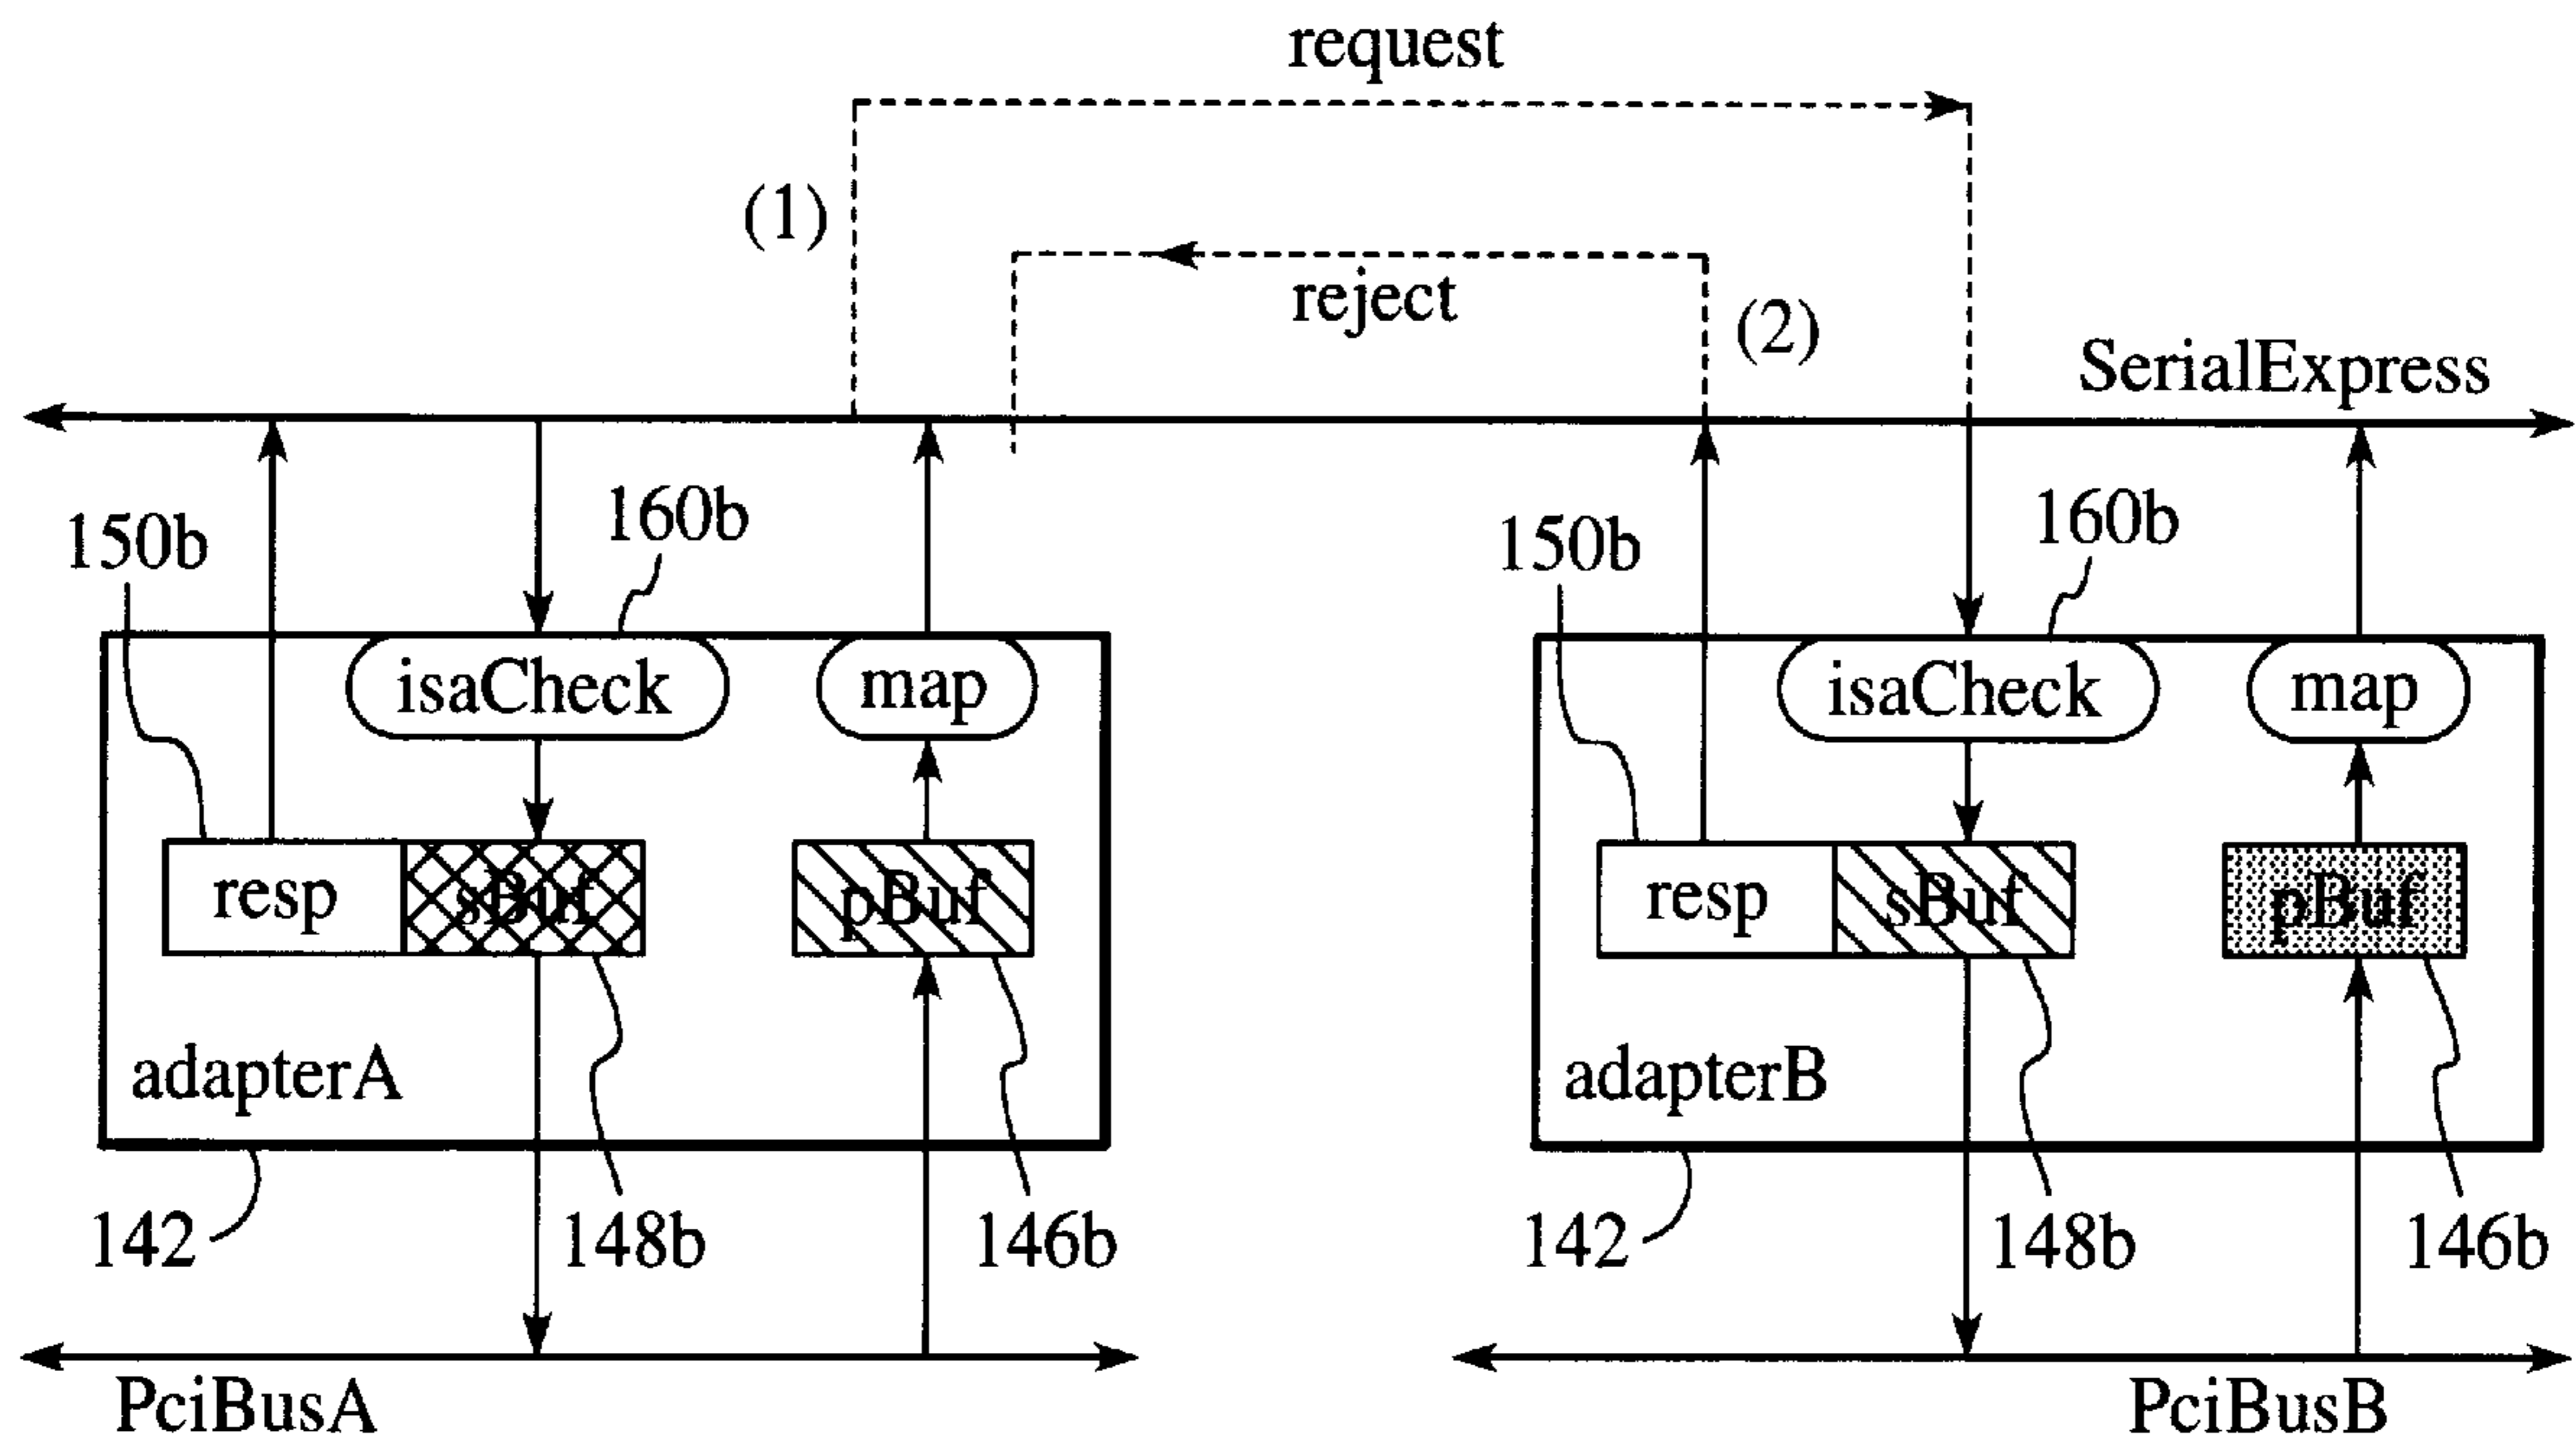 request
(1)
reject
(2)
SerialExpress
150b
160b
150b
160b
isaCheck
map
isaCheck
map
resp
sBuf
pBuf
resp
sBuf
pBuf
adapterA
adapterB
142
148b
146b
142
148b
146b
PciBusA
PciBusB